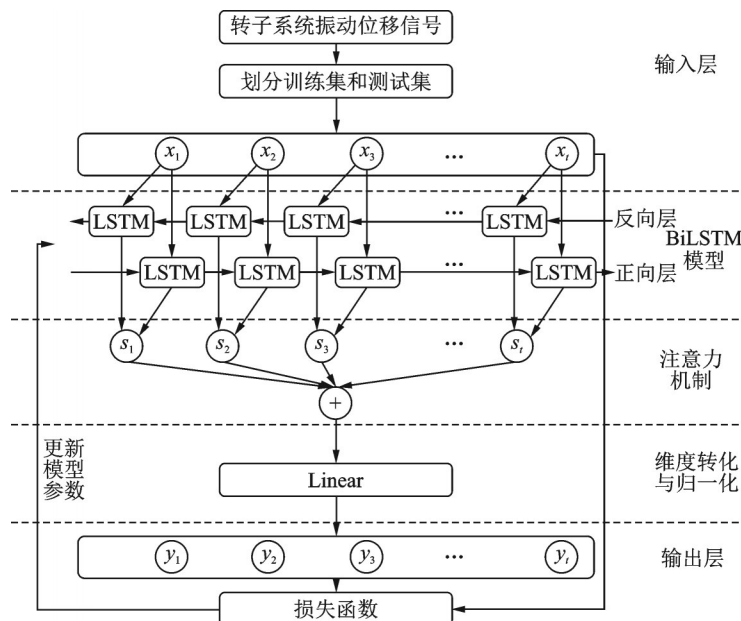 转子系统振动位移信号
划分训练集和测试集
输入层
x1 x2 x3 ... xt
LSTM LSTM LSTM ... LSTM 反向层
BiLSTM
模型
LSTM LSTM LSTM ... LSTM 正向层
s1 s2 s3 ... st
注意力
机制
+
更新
模型
参数
Linear
维度转化
与归一化
y1 y2 y3 ... yt
输出层
损失函数